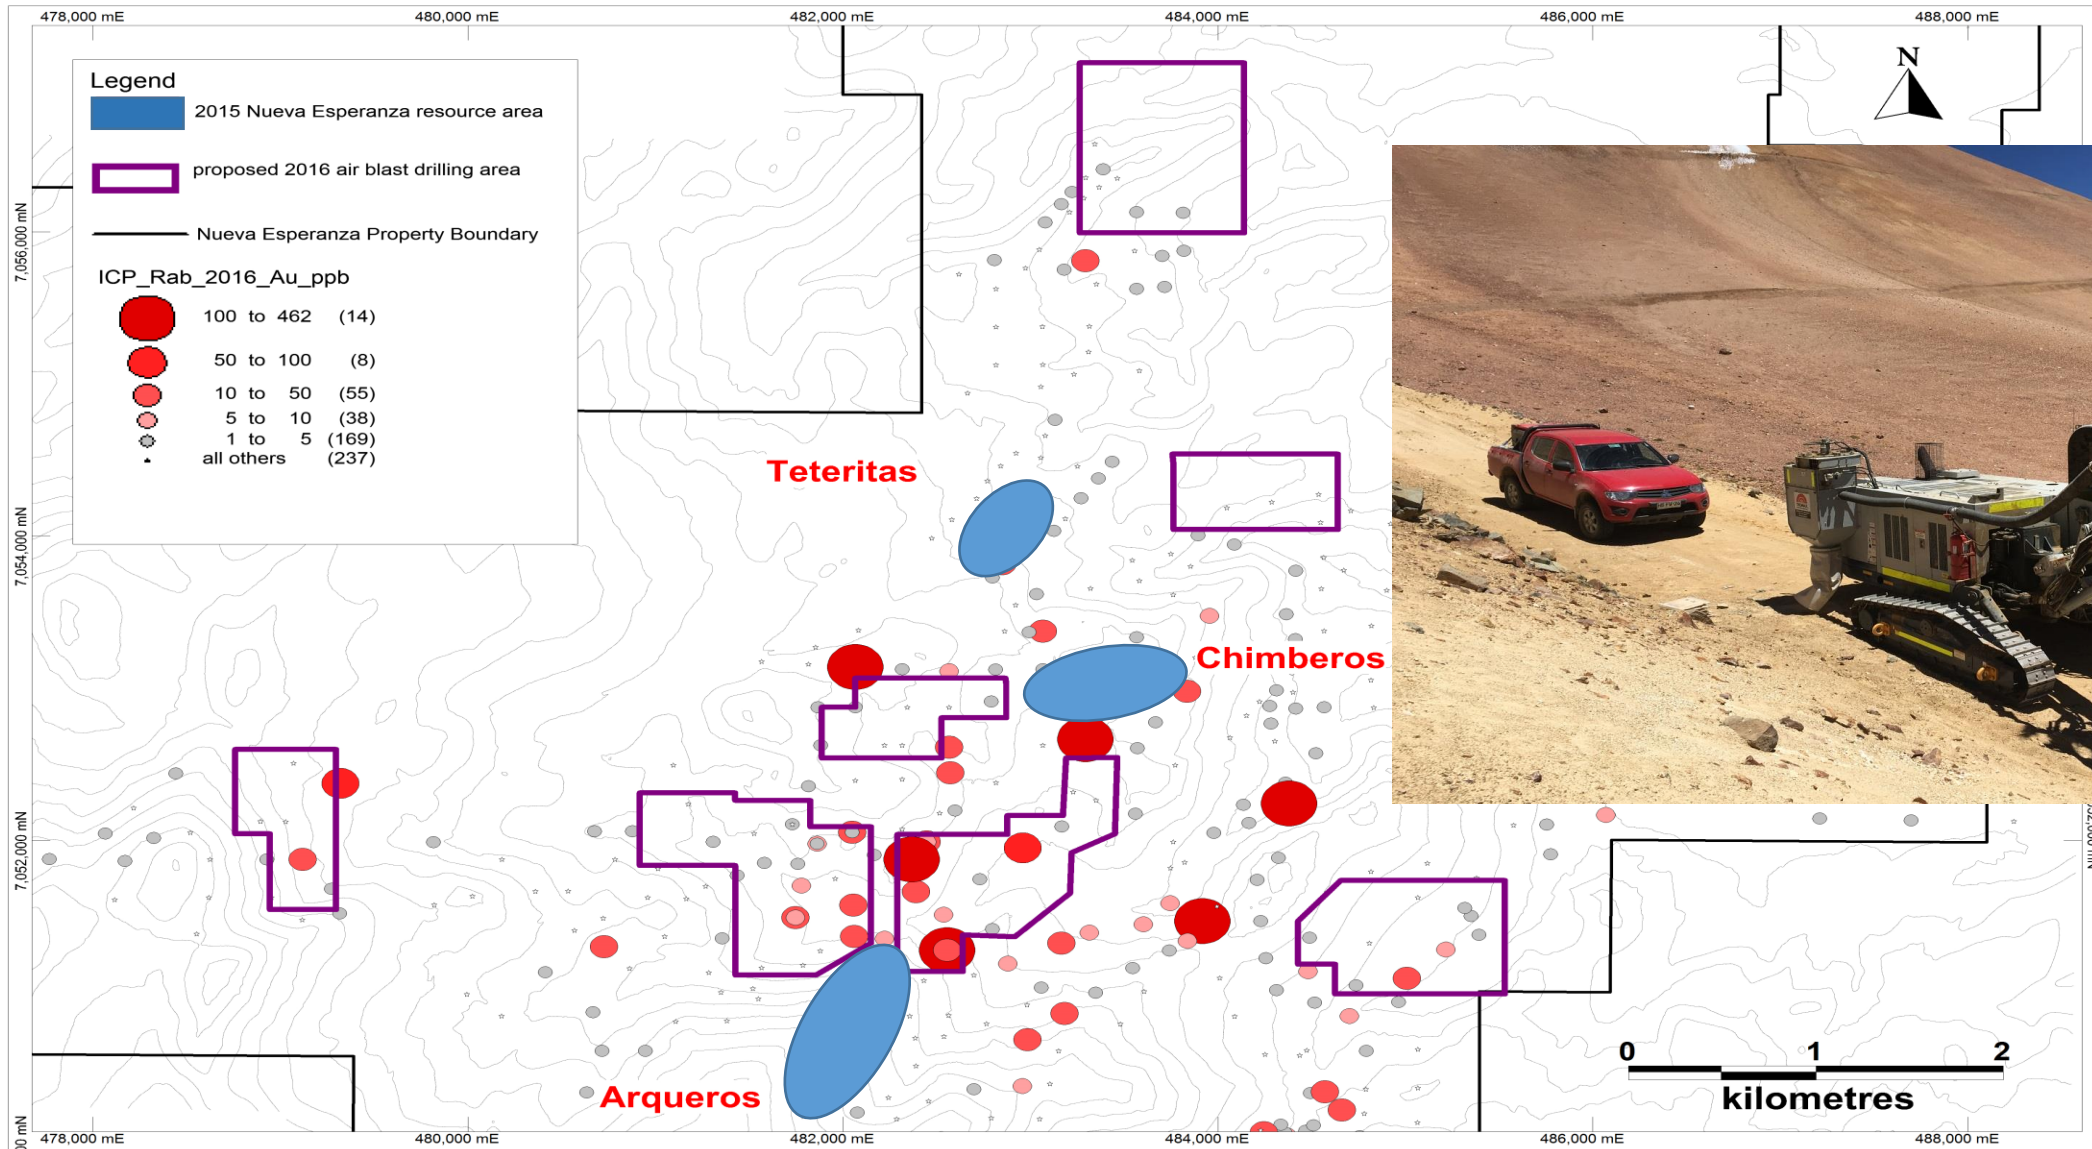 478,000 mE 480,000 mE 482,000 mE 484,000 mE 486,000 mE 488,000 mE
N
Legend
2015 Nueva Esperanza resource area
proposed 2016 air blast drilling area
Nueva Esperanza Property Boundary
ICP_Rab_2016_Au_ppb
100 to 462 (14)
50 to 100 (8)
10 to 50 (55)
5 to 10 (38)
1 to 5 (169)
all others (237)
7,056,000 mN
7,054,000 mN
7,052,000 mN
Teteritas
Chimberos
Arqueros
0 1 2
kilometres
478,000 mE 480,000 mE 482,000 mE 484,000 mE 486,000 mE 488,000 mE